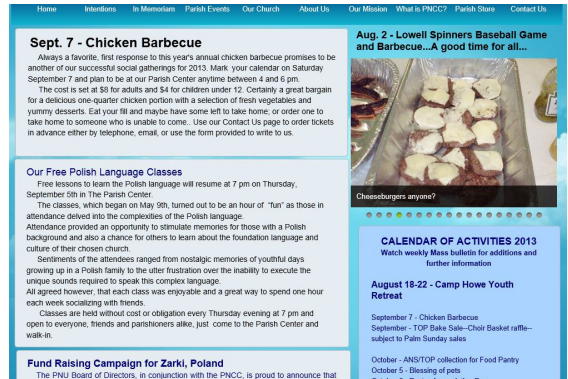 Home Intentions In Memoriam Parish Events Our Church About Us Our Mission What is PNCC? Parish Store Contact Us
Sept. 7 - Chicken Barbecue
Always a favorite, first response to this year's annual chicken barbecue promises to be
another of our successful social gatherings for 2013. Mark your calendar on Saturday
September 7 and plan to be at our Parish Center anytime between 4 and 6 pm.
The cost is set at $8 for adults and $4 for children under 12. Certainly a great bargain
for a delicious one-quarter chicken portion with a selection of fresh vegetables and
yummy desserts. Eat your fill and maybe have some left to take home; or order one to
take home to someone who is unable to come.. Use our Contact Us page to order tickets
in advance either by telephone, email, or use the form provided to write to us.
Our Free Polish Language Classes
Free lessons to learn the Polish language will resume at 7 pm on Thursday,
September 5th in The Parish Center.
The classes, which began on May 9th, turned out to be an hour of "fun" as those in
attendance delved into the complexities of the Polish language.
Attendance provided an opportunity to stimulate memories for those with a Polish
background and also a chance for others to learn about the foundation language and
culture of their chosen church.
Sentiments of the attendees ranged from nostalgic memories of youthful days
growing up in a Polish family to the utter frustration over the inability to execute the
unique sounds required to speak this complex language.
All agreed however, that each class was enjoyable and a great way to spend one hour
each week socializing with friends.
Classes are held without cost or obligation every Thursday evening at 7 pm and
open to everyone, friends and parishioners alike, just come to the Parish Center and
walk-in.
Fund Raising Campaign for Zarki, Poland
The PNU Board of Directors, in conjunction with the PNCC, is proud to announce that
Aug. 2 - Lowell Spinners Baseball Game
and Barbecue...A good time for all...
Cheeseburgers anyone?
CALENDAR OF ACTIVITIES 2013
Watch weekly Mass bulletin for additions and
further information
August 18-22 - Camp Howe Youth
Retreat
September 7 - Chicken Barbecue
September - TOP Bake Sale--Choir Basket raffle--
subject to Palm Sunday sales
October - ANS/TOP collection for Food Pantry
October 5 - Blessing of pets